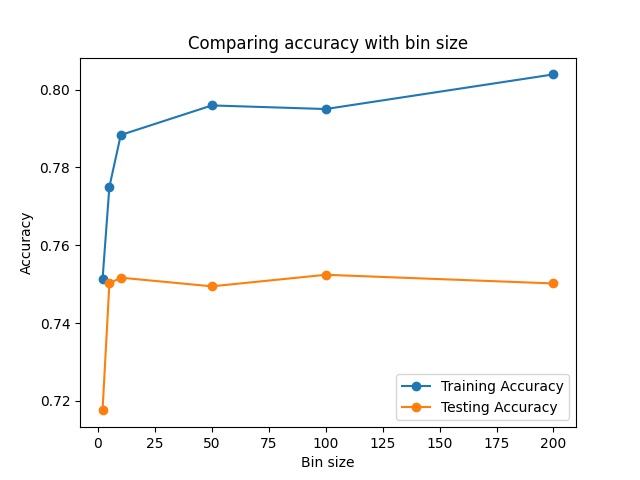 Comparing accuracy with bin size
Accuracy
0.80
0.78
0.76
0.74
0.72
0 25 50 75 100 125 150 175 200
Bin size
Training Accuracy
Testing Accuracy